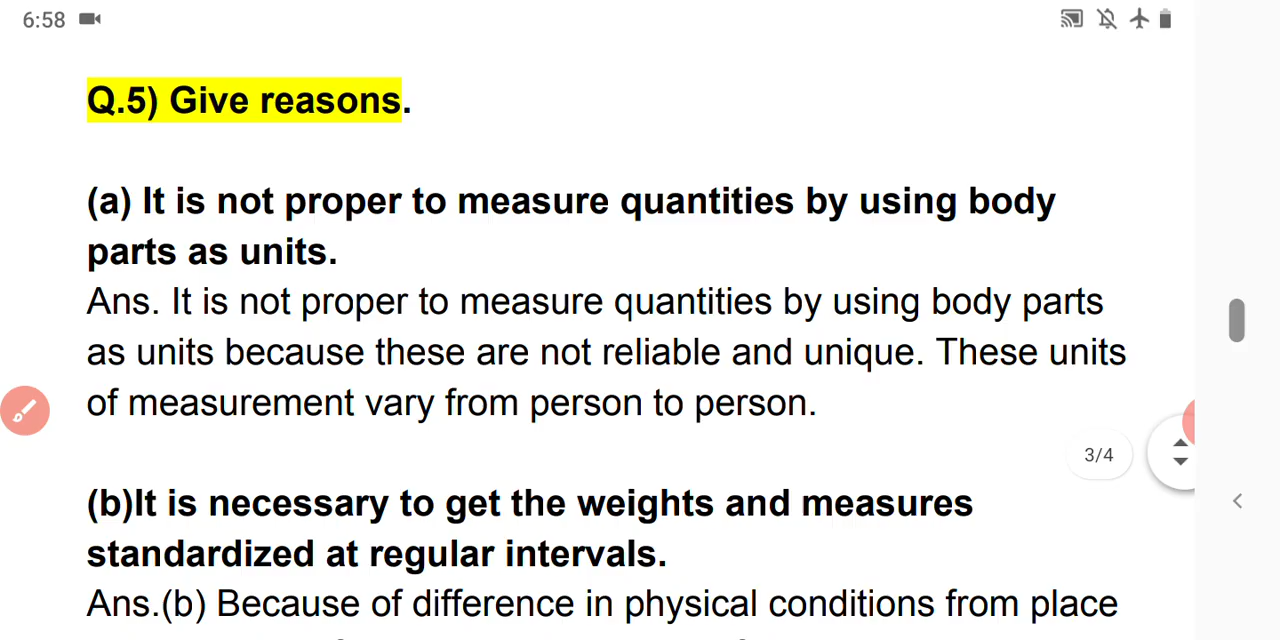 6:58
Q.5) Give reasons.
(a) It is not proper to measure quantities by using body
parts as units.
Ans. It is not proper to measure quantities by using body parts
as units because these are not reliable and unique. These units
of measurement vary from person to person.
3/4
(b)It is necessary to get the weights and measures
standardized at regular intervals.
Ans.(b) Because of difference in physical conditions from place